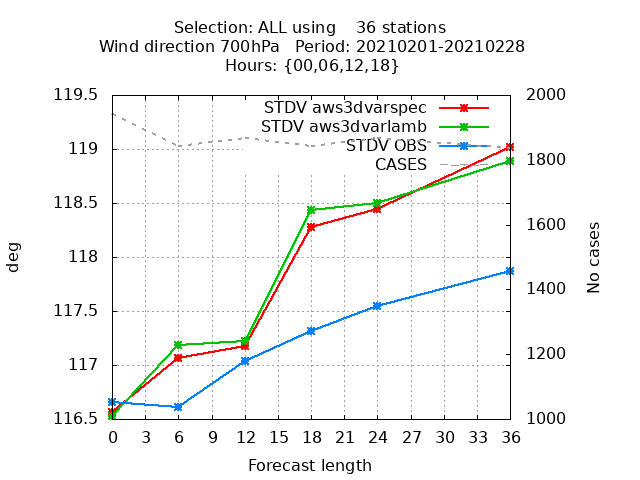 Selection: ALL using    36 stations
Wind direction 700hPa   Period: 20210201-20210228
Hours: {00,06,12,18}
119.5
119
118.5
118
117.5
117
116.5
deg
STDV aws3dvarspec
STDV aws3dvarlamb
STDV OBS
CASES
2000
1800
1600
1400
1200
1000
No cases
0 3 6 9 12 15 18 21 24 27 30 33 36
Forecast length